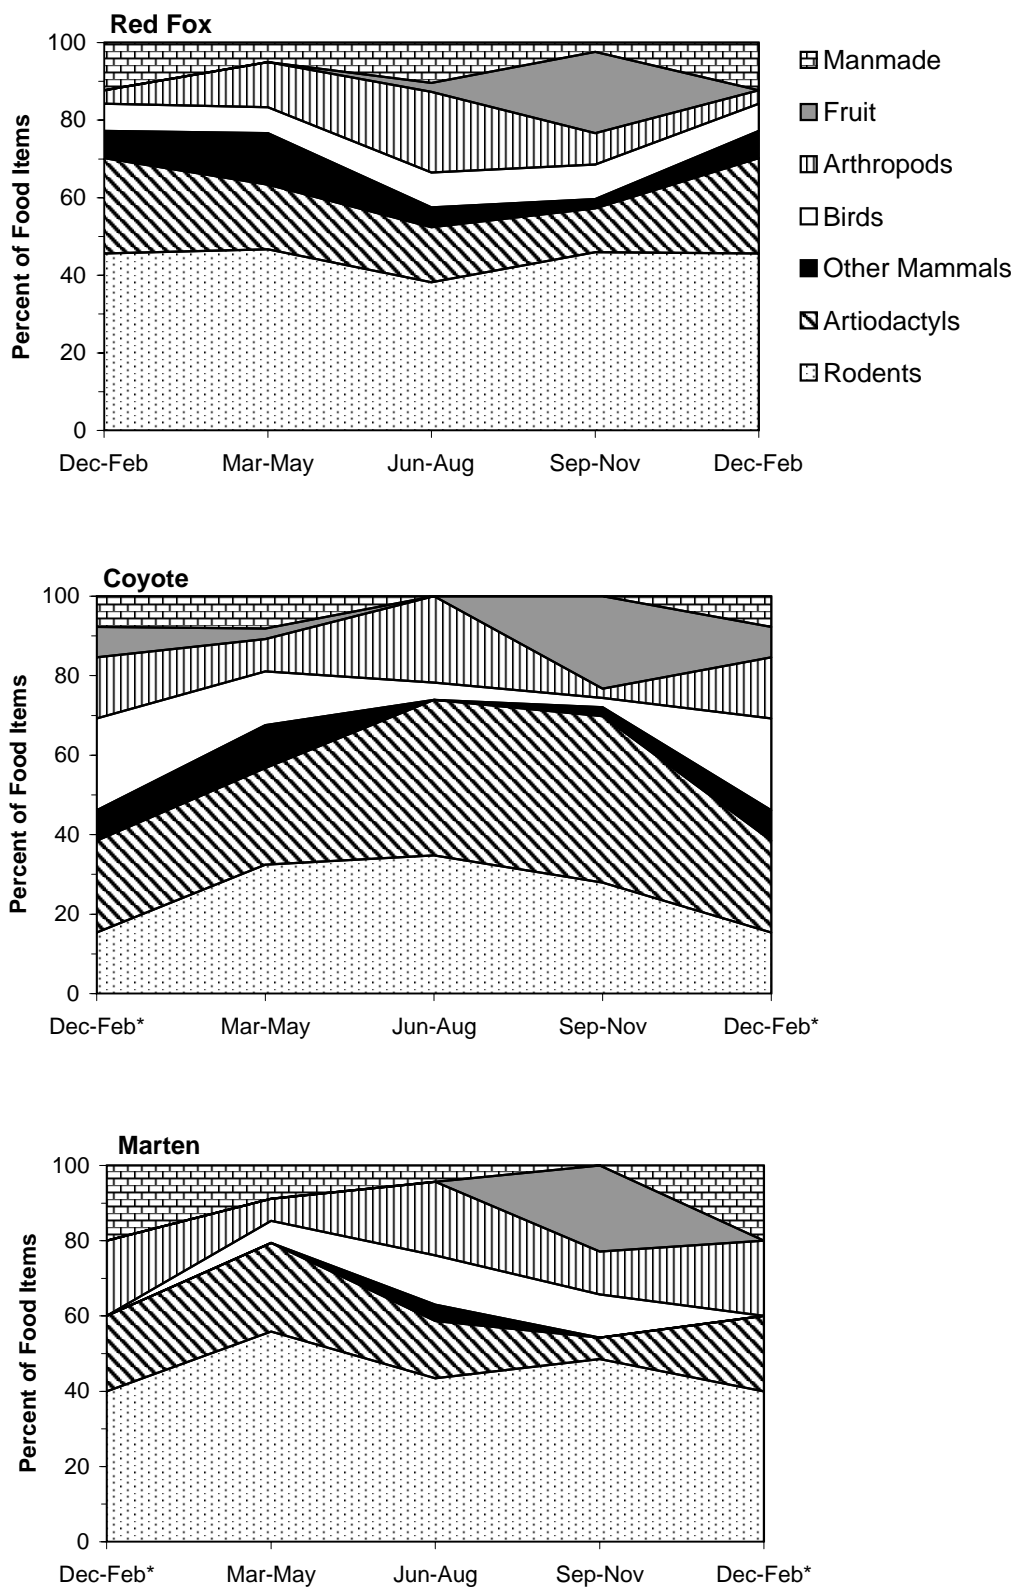 Red Fox
100
80
60
40
20
0
Percent of Food Items
Dec-Feb Mar-May Jun-Aug Sep-Nov Dec-Feb
Manmade
Fruit
Arthropods
Birds
Other Mammals
Artiodactyls
Rodents
Coyote
100
80
60
40
20
0
Percent of Food Items
Dec-Feb* Mar-May Jun-Aug Sep-Nov Dec-Feb*
Marten
100
80
60
40
20
0
Percent of Food Items
Dec-Feb* Mar-May Jun-Aug Sep-Nov Dec-Feb*